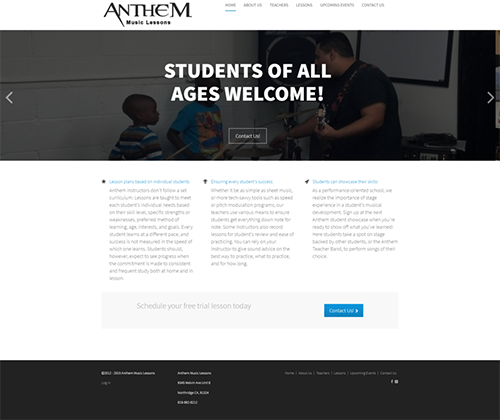 ANTHEM
Music Lessons
HOME
ABOUT US
TEACHERS
LESSONS
UPCOMING EVENTS
CONTACT US
STUDENTS OF ALL
AGES WELCOME!
Contact Us!
Lesson plans based on individual students
Anthem instructors don't follow a set
curriculum. Lessons are developed to meet
each student's individual needs based
on their skill level, specific strengths or
weaknesses, preferred method of
learning, age, interests, and goals. Every
student learns at a different pace, and
success is not measured in the speed of
which one learns. Students should,
however, expect to see progress when
the commitment is made to consistent
and frequent study both at home and in
lesson.
Ensuring every student's success
Whether it be as simple as sheet music,
or more tech-savvy tools such as speed
or pitch modulation programs, our
teachers use various means to ensure
students get everything down to every
note. Some instructors also record
lessons for student's review and ease of
practicing. You can rely on your
instructor to give sound advice on the
best way to practice, what to practice,
and for how long.
Students can showcase their skills
As a performance-oriented school, we
realize the importance of stage
experience in a student's musical
development. Sign up at the next
Anthem student showcase when you're
ready to show off what you've learned!
Here students take a spot on stage
backed by other students, or the Anthem
Teacher Band, to perform songs of their
choice.
Schedule your free trial lesson today
Contact Us!
Anthem Music Lessons
Log in
Anthem Music Lessons
Northridge CA, 91324
Home | About Us | Teachers | Lessons | Upcoming Events | Contact Us